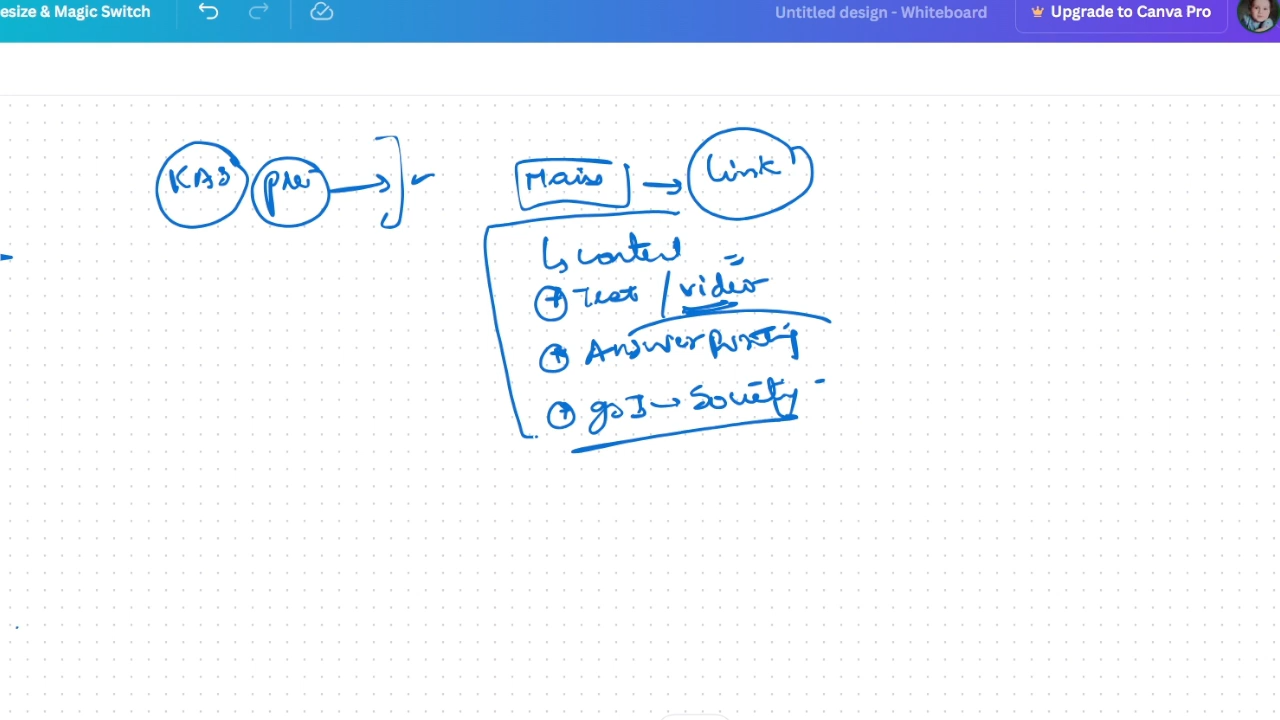 esize & Magic Switch Untitled design - Whiteboard Upgrade to Canva Pro
KAS pre Mains → Link
content
Text / video
Answer
GS I → Society